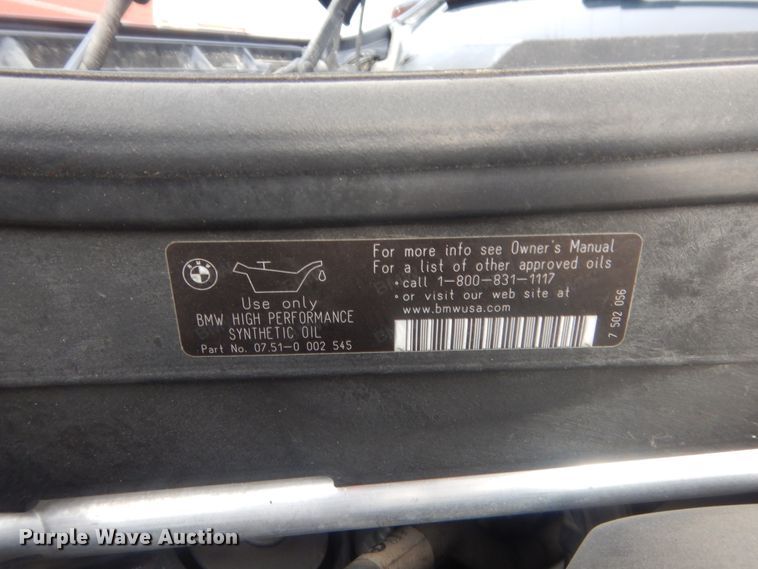 BMW
Use only
BMW HIGH PERFORMANCE
SYNTHETIC OIL
Part No. 07.51-0 002 545
For more info see Owner's Manual
For a list of other approved oils
• call 1-800-831-1117
• or visit our web site at
www.bmwusa.com
7 502 056
Purple Wave Auction®